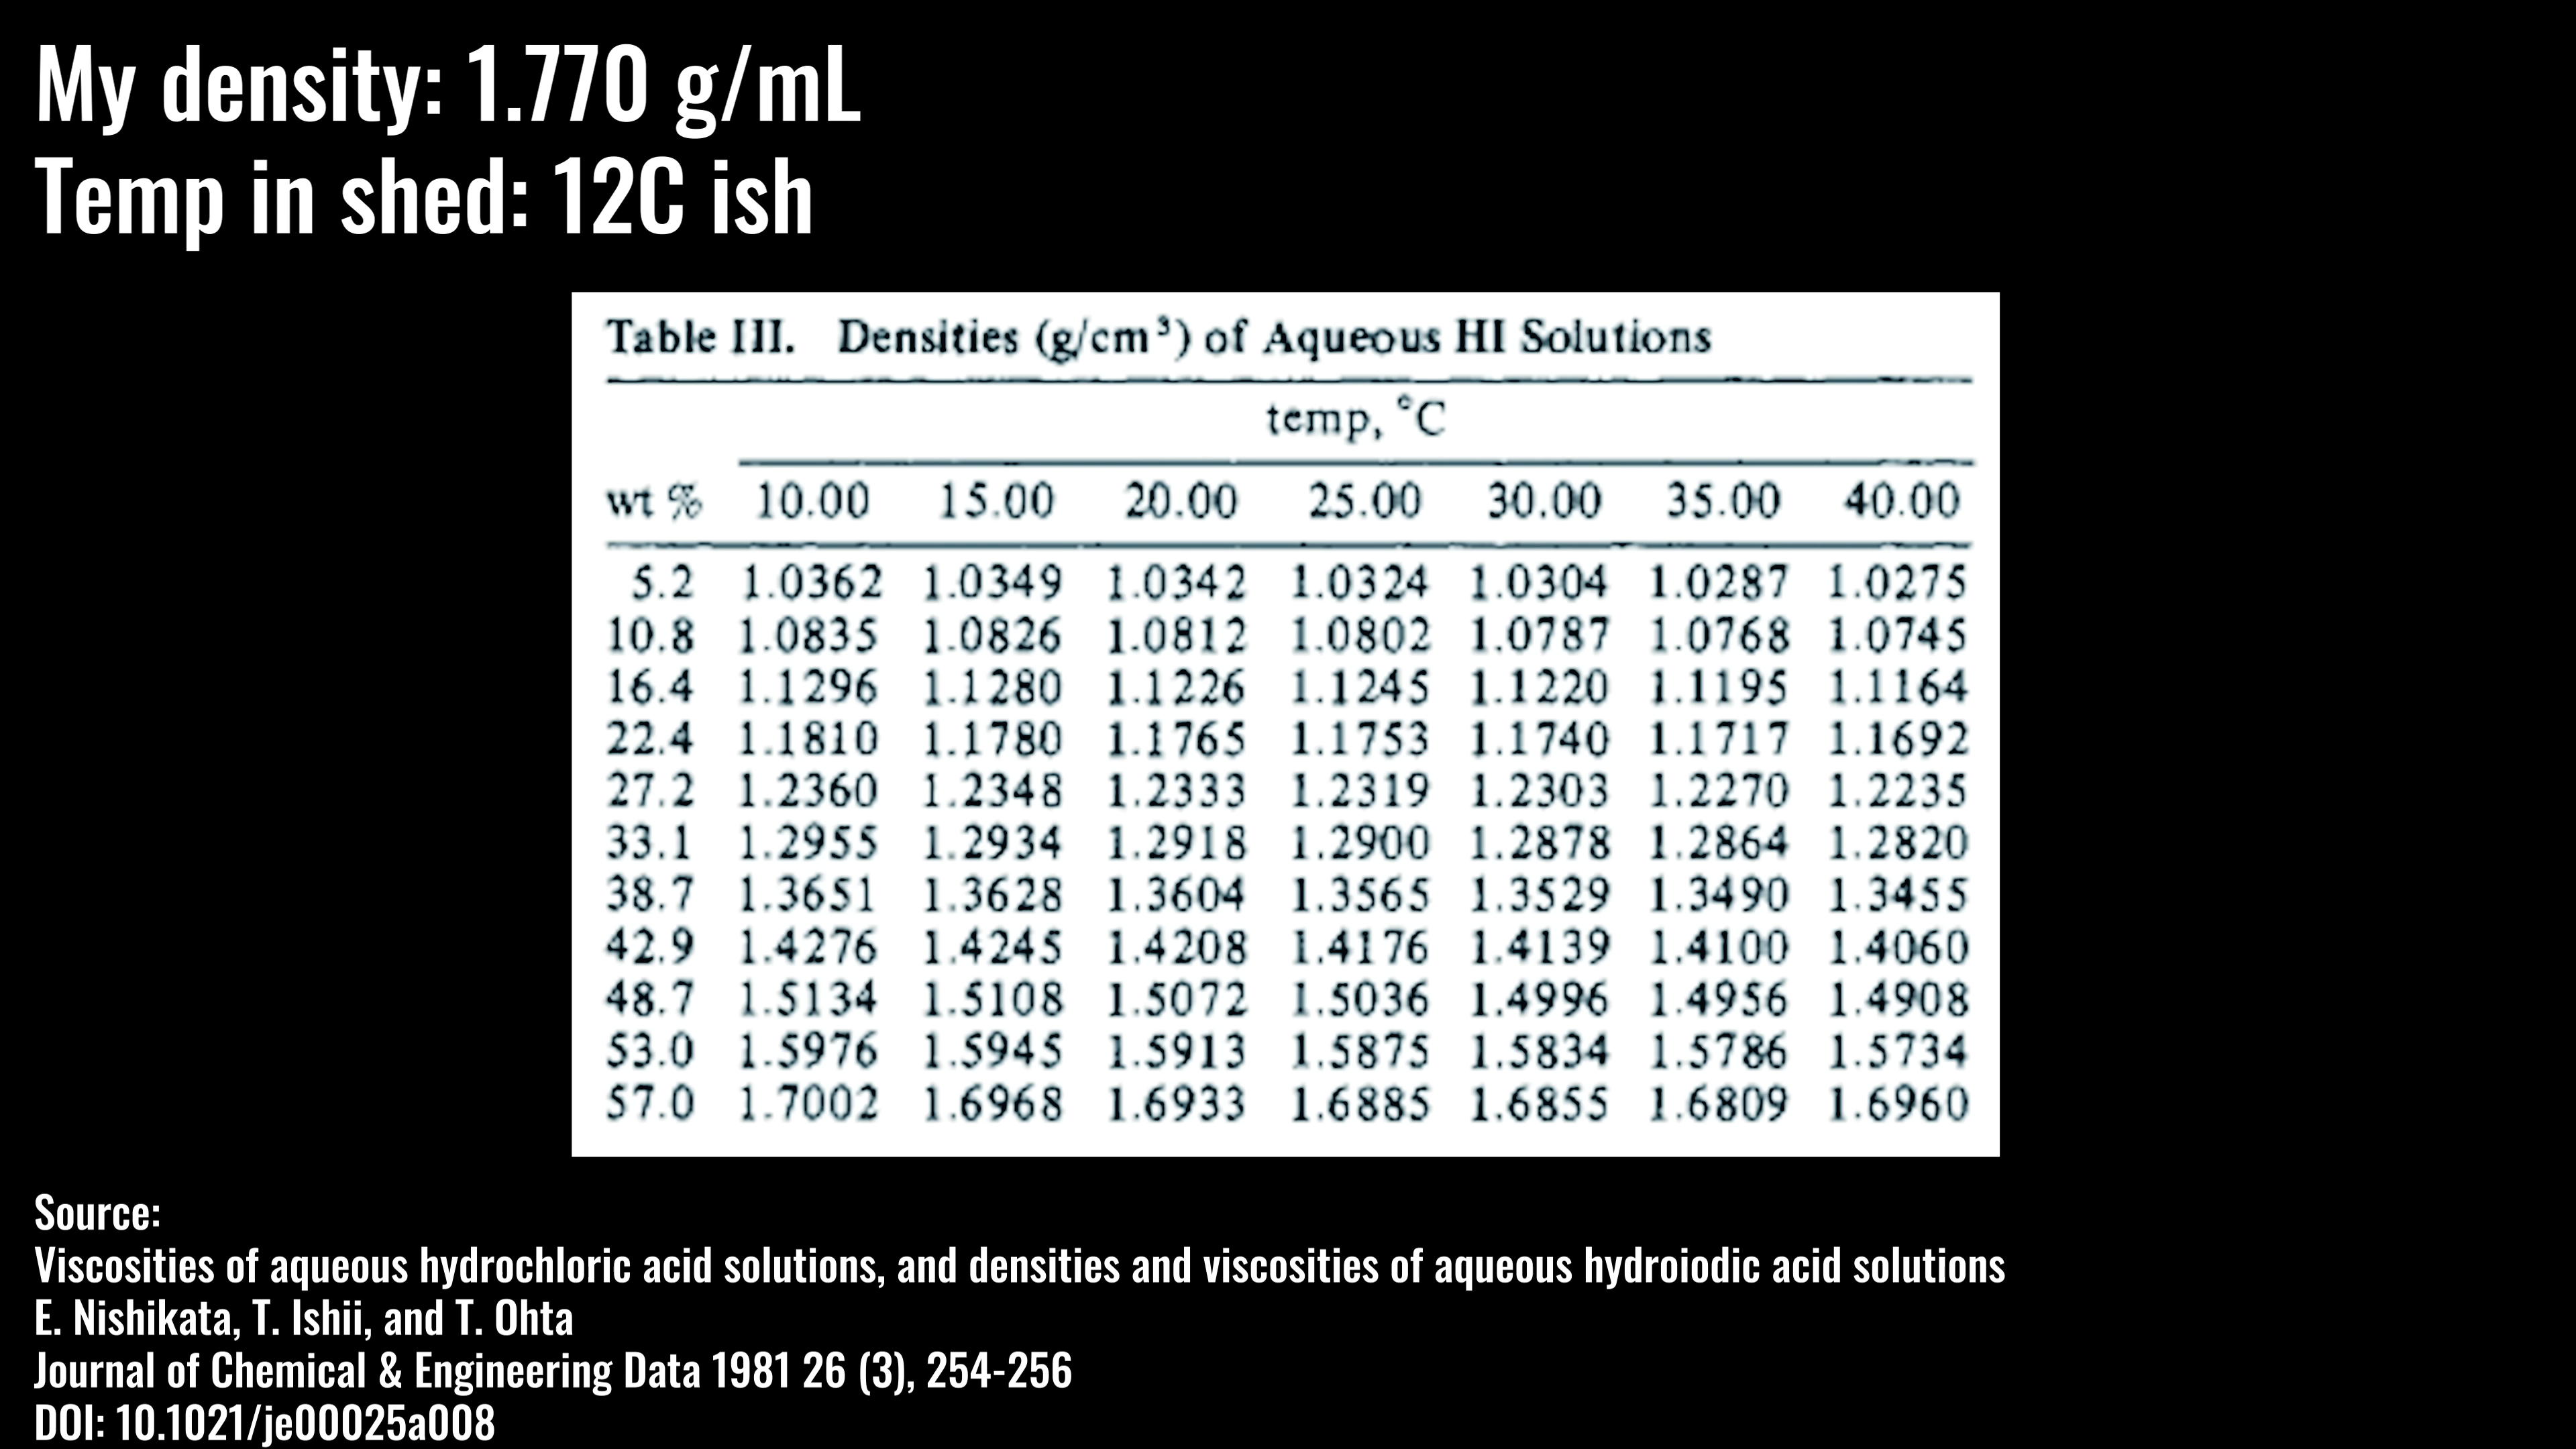 My density: 1.770 g/mL
Temp in shed: 12C ish
Table III. Densities (g/cm³) of Aqueous HI Solutions
temp, °C
wt % 10.00 15.00 20.00 25.00 30.00 35.00 40.00
5.2 1.0362 1.0349 1.0342 1.0324 1.0304 1.0287 1.0275
10.8 1.0835 1.0826 1.0812 1.0802 1.0787 1.0768 1.0745
16.4 1.1296 1.1280 1.1226 1.1245 1.1220 1.1195 1.1164
22.4 1.1810 1.1780 1.1765 1.1753 1.1740 1.1717 1.1692
27.2 1.2360 1.2348 1.2333 1.2319 1.2303 1.2270 1.2235
33.1 1.2955 1.2934 1.2918 1.2900 1.2878 1.2864 1.2820
38.7 1.3651 1.3628 1.3604 1.3565 1.3529 1.3490 1.3455
42.9 1.4276 1.4245 1.4208 1.4176 1.4139 1.4100 1.4060
48.7 1.5134 1.5108 1.5072 1.5036 1.4996 1.4956 1.4908
53.0 1.5976 1.5945 1.5913 1.5875 1.5834 1.5786 1.5734
57.0 1.7002 1.6968 1.6933 1.6885 1.6855 1.6809 1.6960
Source:
Viscosities of aqueous hydrochloric acid solutions, and densities and viscosities of aqueous hydroiodic acid solutions
E. Nishikata, T. Ishii, and T. Ohta
Journal of Chemical & Engineering Data 1981 26 (3), 254-256
DOI: 10.1021/je00025a008